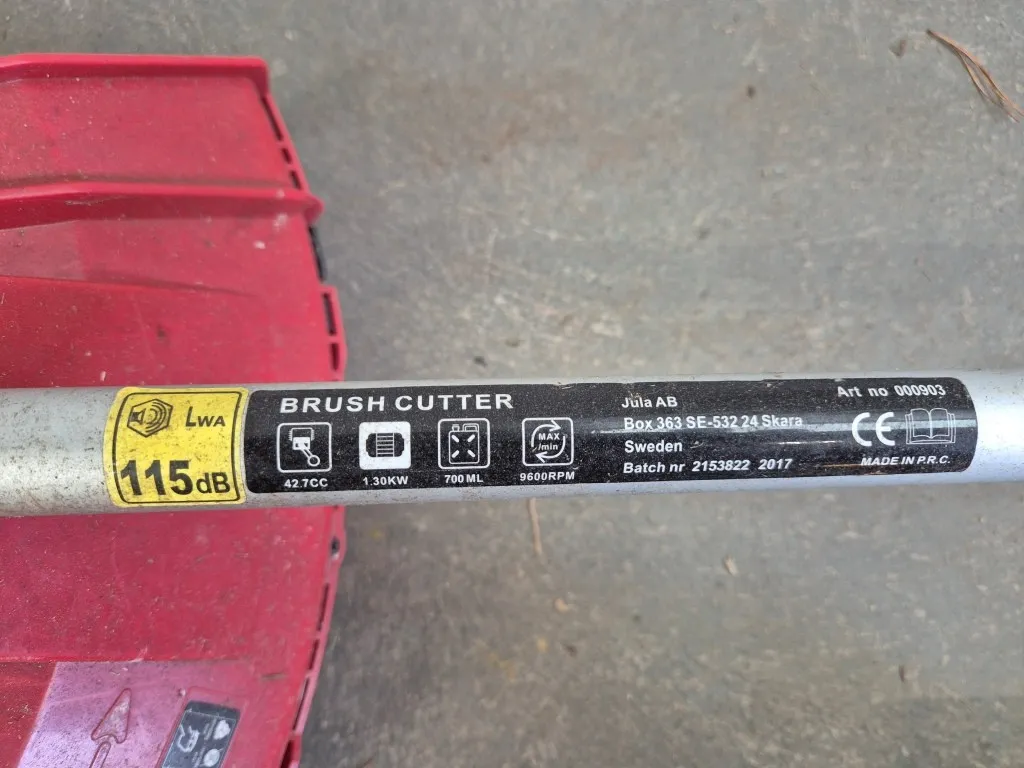 LWA
115dB
BRUSH CUTTER
MAX
/min
42.7CC
1.30KW
700ML
9600RPM
Jula AB
Box 363 SE-532 24 Skara
Sweden
Batch nr 2153822 2017
Art no 000903
CE
MADE IN P.R.C.